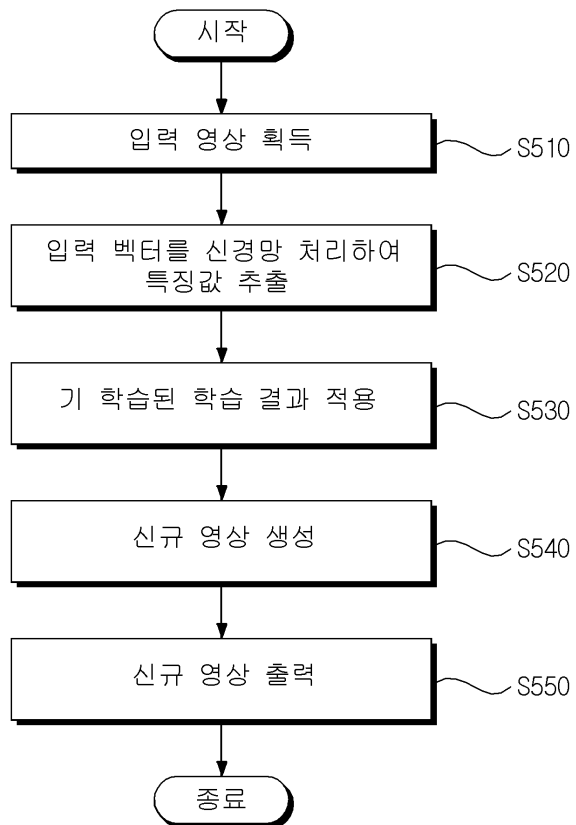 시작
입력 영상 획득
S510
입력 벡터를 신경망 처리하여
특징값 추출
S520
기 학습된 학습 결과 적용
S530
신규 영상 생성
S540
신규 영상 출력
S550
종료